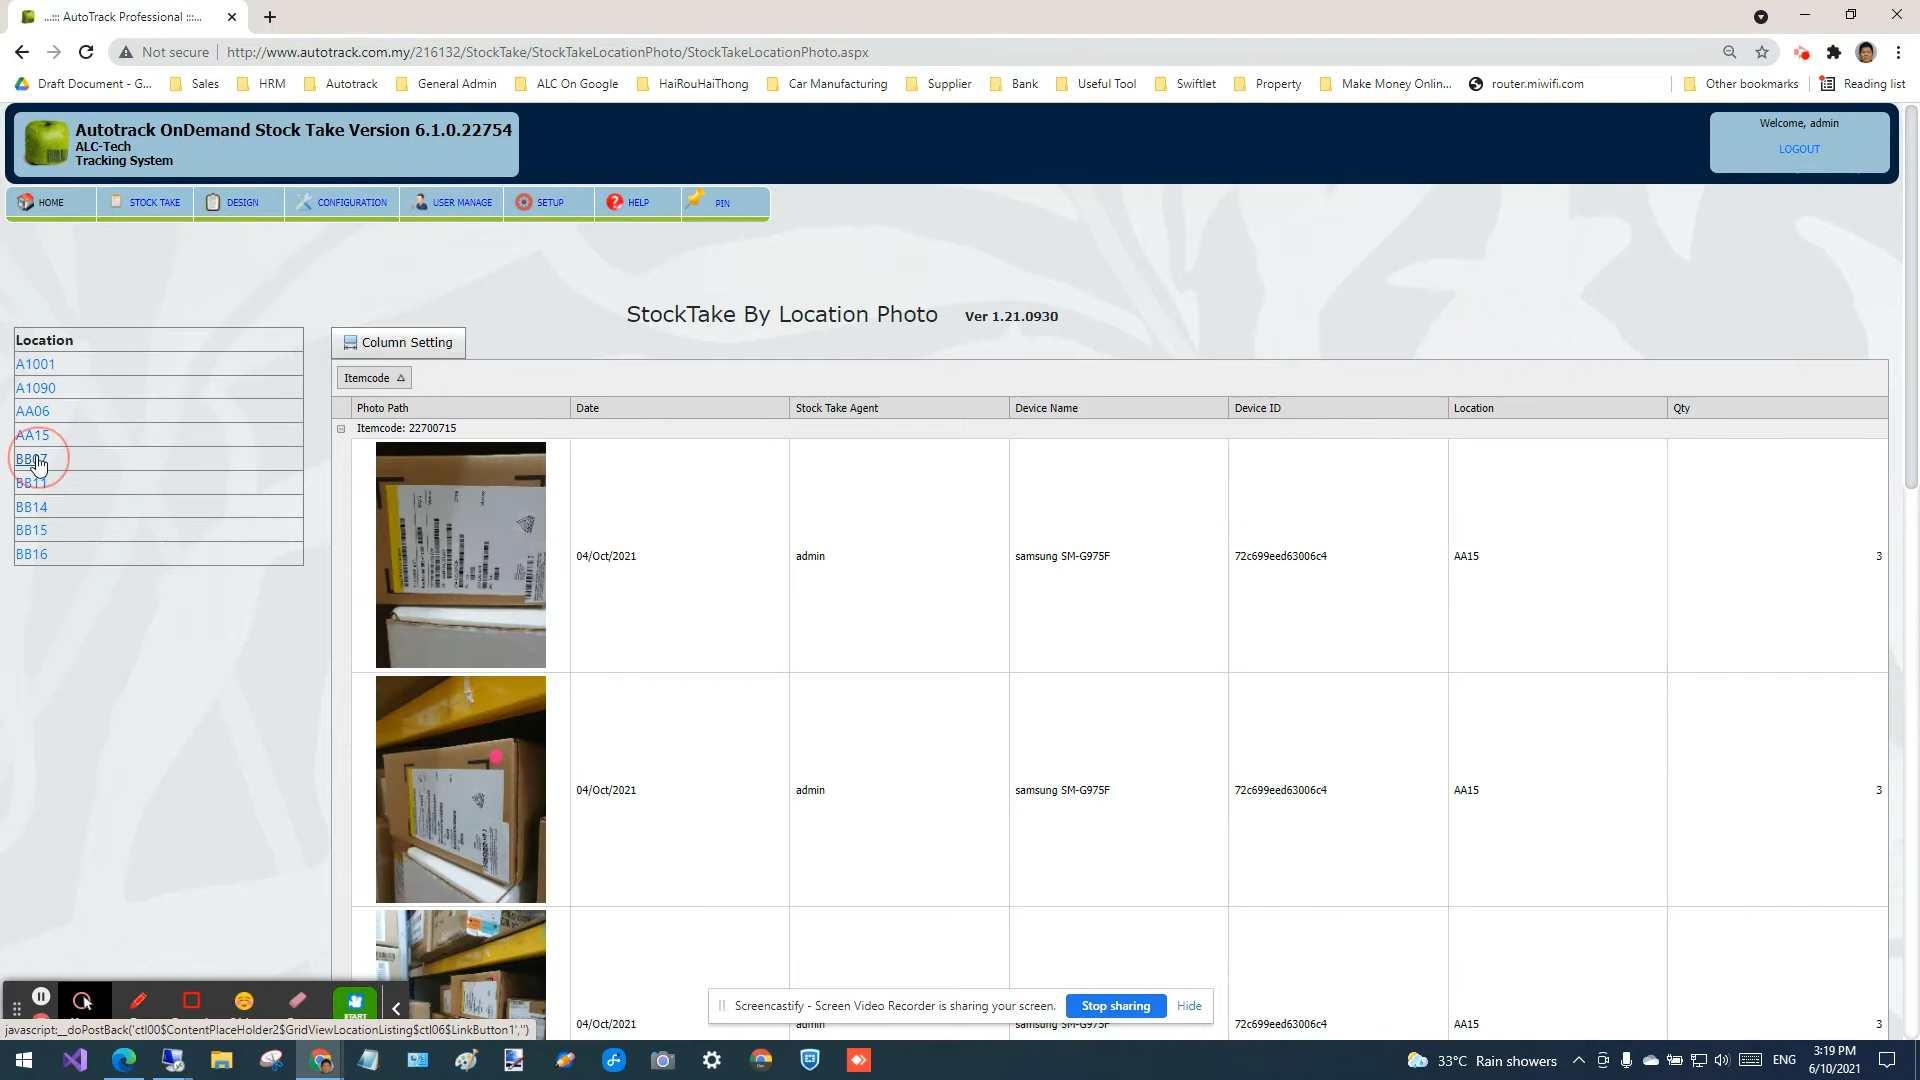 ...:: AutoTrack Professional :::...
Not secure
http://www.autotrack.com.my/216132/StockTake/StockTakeLocationPhoto/StockTakeLocationPhoto.aspx
Draft Document - G...
Sales
HRM
Autotrack
General Admin
ALC On Google
HaiRouHaiThong
Car Manufacturing
Supplier
Bank
Useful Tool
Swiftlet
Property
Make Money Onlin...
router.miwifi.com
Other bookmarks
Reading list
Autotrack OnDemand Stock Take Version 6.1.0.22754
ALC-Tech
Tracking System
Welcome, admin
LOGOUT
HOME
STOCK TAKE
DESIGN
CONFIGURATION
USER MANAGE
SETUP
HELP
PIN
StockTake By Location Photo
Ver 1.21.0930
Location
A1001
A1090
AA06
AA15
BB07
BB11
BB14
BB15
BB16
Column Setting
Itemcode
Photo Path
Date
Stock Take Agent
Device Name
Device ID
Location
Qty
Itemcode: 22700715
04/Oct/2021
admin
samsung SM-G975F
72c699eed63006c4
AA15
3
04/Oct/2021
admin
samsung SM-G975F
72c699eed63006c4
AA15
3
04/Oct/2021
admin
samsung SM-G975F
72c699eed63006c4
AA15
3
Screencastify - Screen Video Recorder is sharing your screen.
Stop sharing
Hide
START
javascript:__doPostBack('ctl00$ContentPlaceHolder2$GridViewLocationListing$ctl06$LinkButton1','')
33°C Rain showers
ENG
3:19 PM
6/10/2021